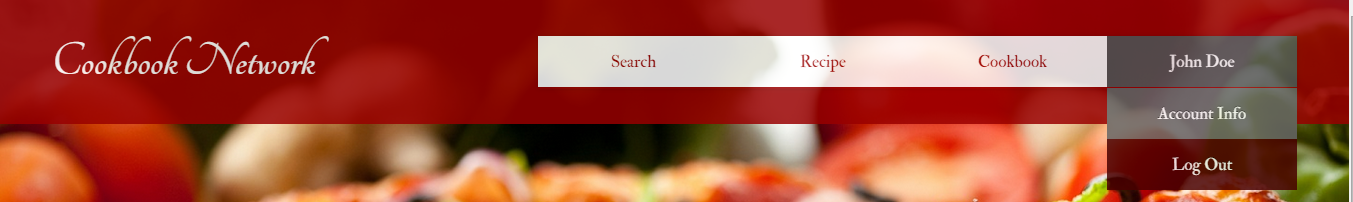 Cookbook Network
Search
Recipe
Cookbook
John Doe
Account Info
Log Out